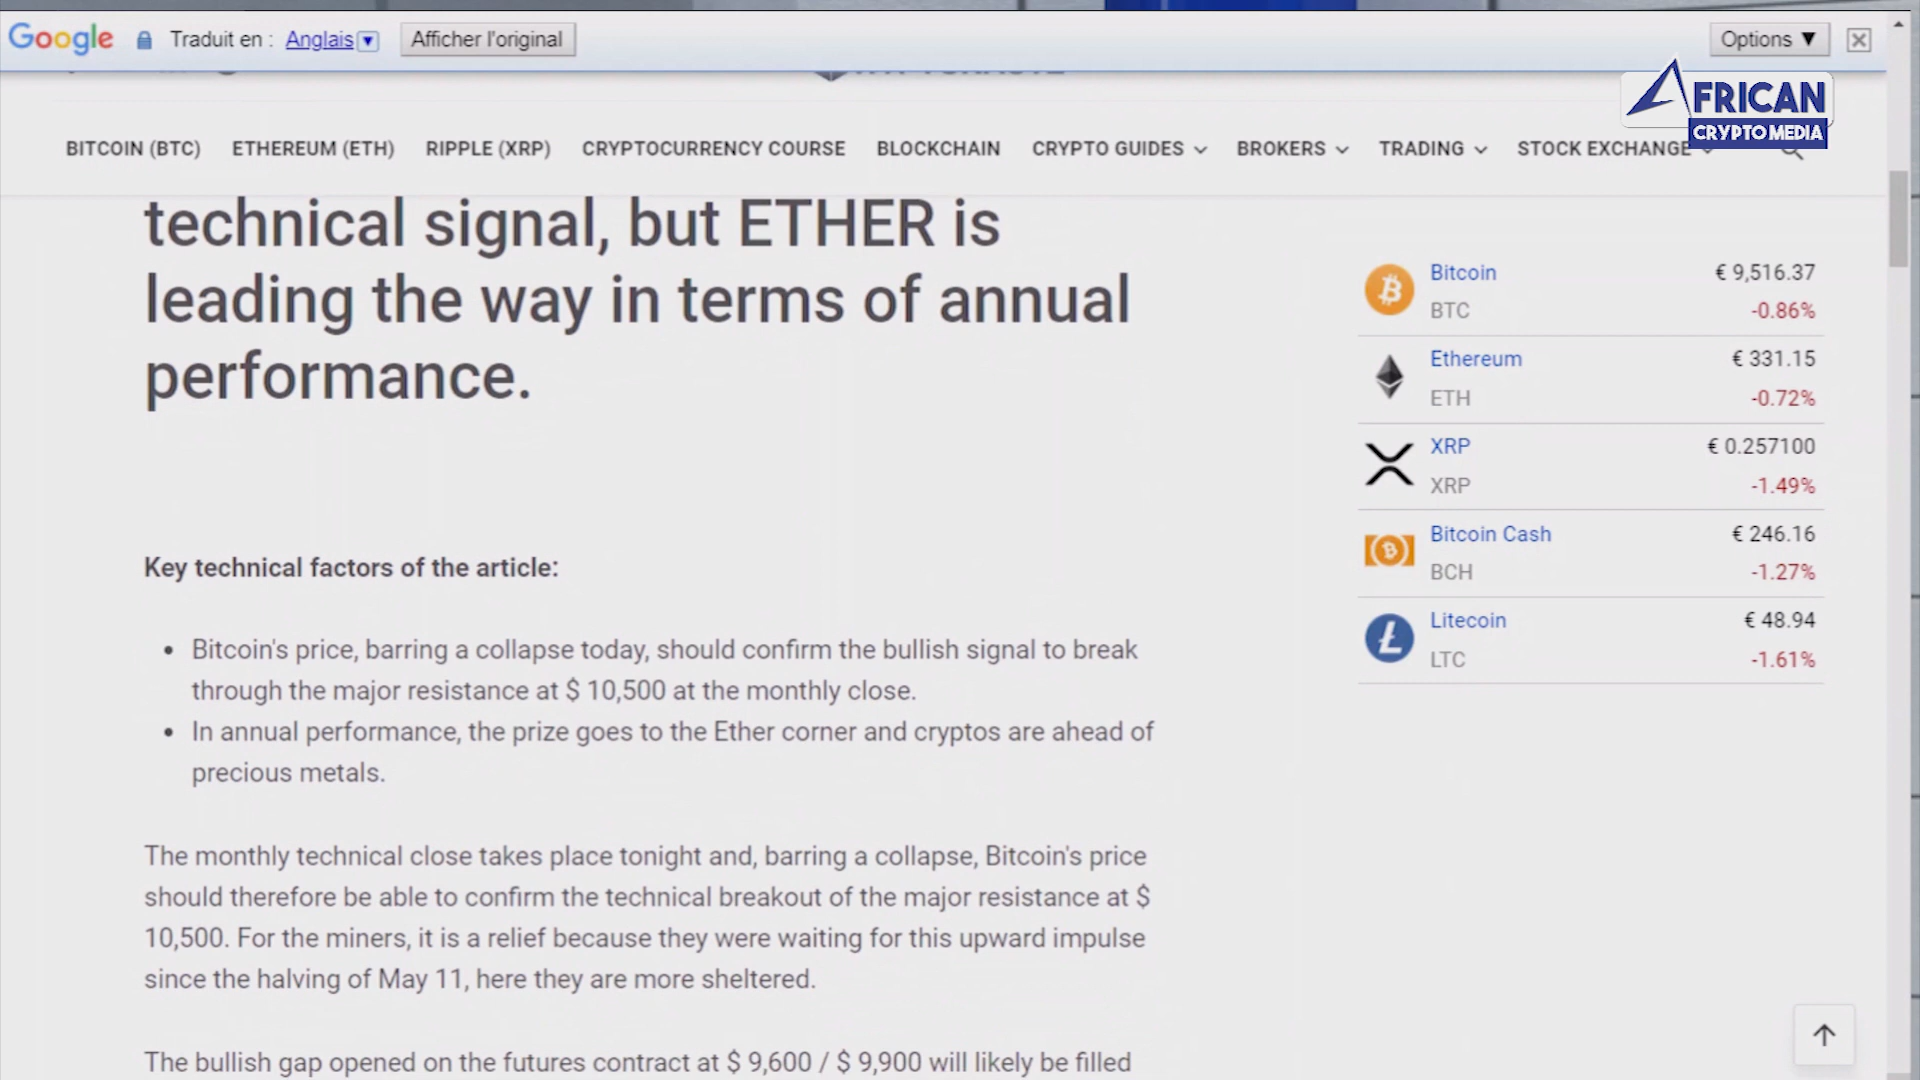 Google Traduit en : Anglais Afficher l'original Options
AFRICAN
CRYPTO MEDIA
BITCOIN (BTC) ETHEREUM (ETH) RIPPLE (XRP) CRYPTOCURRENCY COURSE BLOCKCHAIN CRYPTO GUIDES BROKERS TRADING STOCK EXCHANGE
technical signal, but ETHER is
leading the way in terms of annual
performance.
Key technical factors of the article:
• Bitcoin's price, barring a collapse today, should confirm the bullish signal to break
through the major resistance at $ 10,500 at the monthly close.
• In annual performance, the prize goes to the Ether corner and cryptos are ahead of
precious metals.
The monthly technical close takes place tonight and, barring a collapse, Bitcoin's price
should therefore be able to confirm the technical breakout of the major resistance at $
10,500. For the miners, it is a relief because they were waiting for this upward impulse
since the halving of May 11, here they are more sheltered.
The bullish gap opened on the futures contract at $ 9,600 / $ 9,900 will likely be filled
Bitcoin € 9,516.37
BTC -0.86%
Ethereum € 331.15
ETH -0.72%
XRP € 0.257100
XRP -1.49%
Bitcoin Cash € 246.16
BCH -1.27%
Litecoin € 48.94
LTC -1.61%